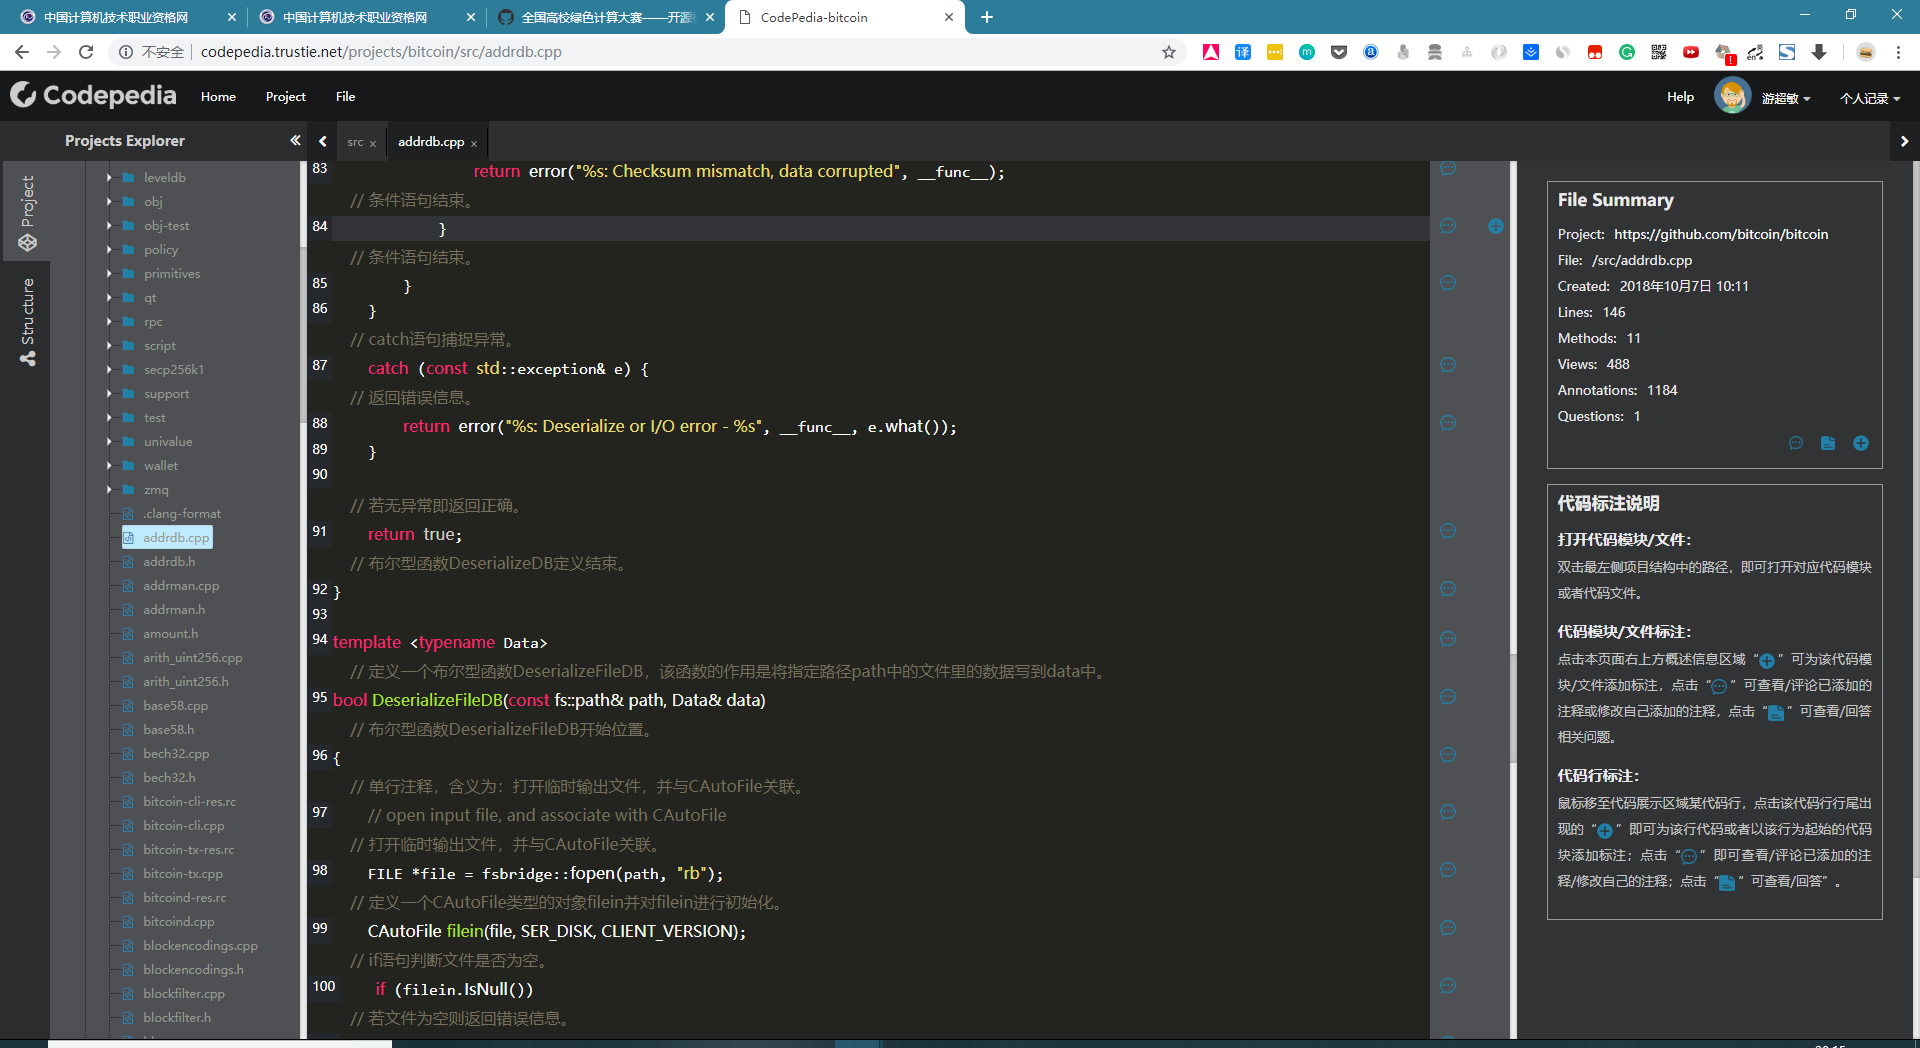 中国计算机技术职业资格网
中国计算机技术职业资格网
全国高校绿色计算大赛——开源
CodePedia-bitcoin
不安全 codepedia.trustie.net/projects/bitcoin/src/addrdb.cpp
Codepedia Home Project File Help 游超敏 个人记录
Projects Explorer
Project
Structure
leveldb
obj
obj-test
policy
primitives
qt
rpc
script
secp256k1
support
test
univalue
wallet
zmq
.clang-format
addrdb.cpp
addrdb.h
addrman.cpp
addrman.h
amount.h
arith_uint256.cpp
arith_uint256.h
base58.cpp
base58.h
bech32.cpp
bech32.h
bitcoin-cli-res.rc
bitcoin-cli.cpp
bitcoin-tx-res.rc
bitcoin-tx.cpp
bitcoind-res.rc
bitcoind.cpp
blockencodings.cpp
blockencodings.h
blockfilter.cpp
blockfilter.h
src × addrdb.cpp ×
83 return error("%s: Checksum mismatch, data corrupted", __func__);
// 条件语句结束。
84 }
// 条件语句结束。
85 }
86 }
// catch语句捕捉异常。
87 catch (const std::exception& e) {
// 返回错误信息。
88 return error("%s: Deserialize or I/O error - %s", __func__, e.what());
89 }
90
// 若无异常即返回正确。
91 return true;
// 布尔型函数DeserializeDB定义结束。
92 }
93
94 template <typename Data>
// 定义一个布尔型函数DeserializeFileDB，该函数的作用是将指定路径path中的文件里的数据写到data中。
95 bool DeserializeFileDB(const fs::path& path, Data& data)
// 布尔型函数DeserializeFileDB开始位置。
96 {
// 单行注释，含义为：打开临时输出文件，并与CAutoFile关联。
97 // open input file, and associate with CAutoFile
// 打开临时输出文件，并与CAutoFile关联。
98 FILE *file = fsbridge::fopen(path, "rb");
// 定义一个CAutoFile类型的对象filein并对filein进行初始化。
99 CAutoFile filein(file, SER_DISK, CLIENT_VERSION);
// if语句判断文件是否为空。
100 if (filein.IsNull())
// 若文件为空则返回错误信息。
File Summary
Project: https://github.com/bitcoin/bitcoin
File: /src/addrdb.cpp
Created: 2018年10月7日 10:11
Lines: 146
Methods: 11
Views: 488
Annotations: 1184
Questions: 1
代码标注说明
打开代码模块/文件：
双击最左侧项目结构中的路径，即可打开对应代码模块
或者代码文件。
代码模块/文件标注：
点击本页面右上方概述信息区域“ ”可为该代码模
块/文件添加标注，点击“ ”可查看/评论已添加的
注释或修改自己添加的注释，点击“ ”可查看/回答
相关问题。
代码行标注：
鼠标移至代码展示区域某代码行，点击该代码行行尾出
现的“ ”即可为该行代码或者以该行为起始的代码
块添加标注；点击“ ”即可查看/评论已添加的注
释/修改自己的注释；点击“ ”可查看/回答”。